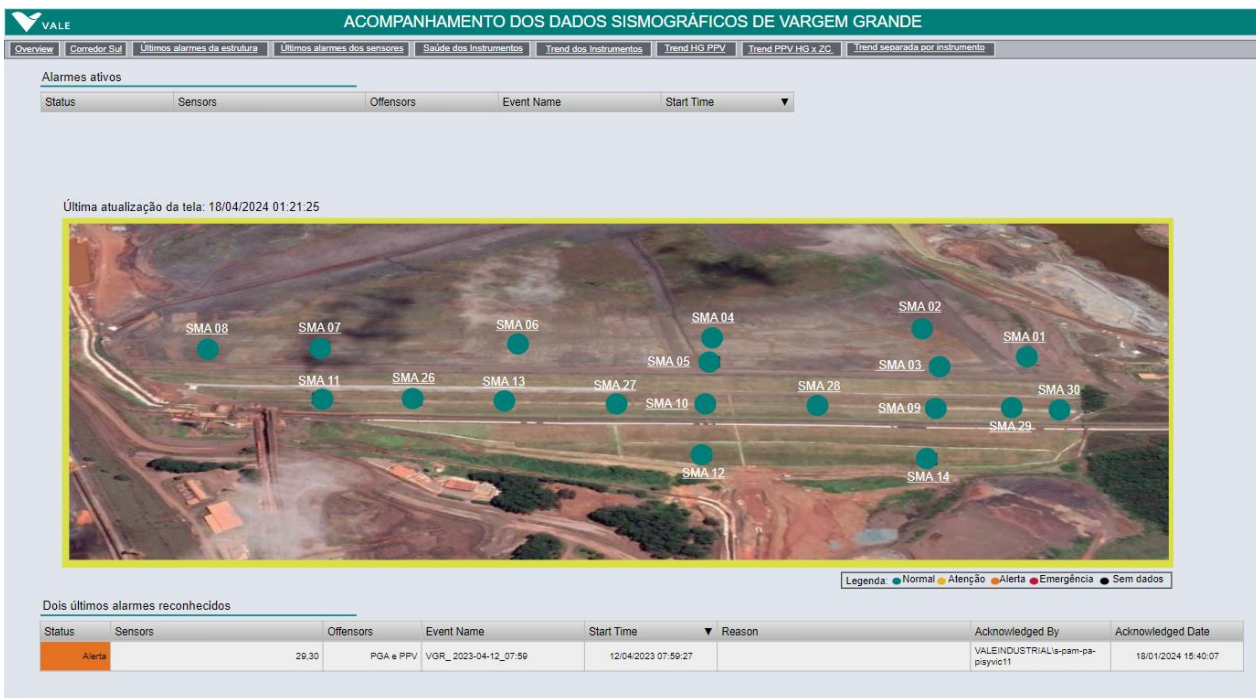 VALE
ACOMPANHAMENTO DOS DADOS SISMOGRÁFICOS DE VARGEM GRANDE
Overview Corredor Sul Últimos alarmes da estrutura Últimos alarmes dos sensores Saúde dos Instrumentos Trend dos Instrumentos Trend HG PPV Trend PPV HG x ZC Trend separada por instrumento
Alarmes ativos
Status Sensors Offensors Event Name Start Time ▼
Última atualização da tela: 18/04/2024 01:21:25
SMA 02
SMA 04
SMA 08 SMA 07 SMA 06
SMA 01
SMA 05 SMA 03
SMA 11 SMA 26 SMA 13 SMA 27 SMA 28 SMA 30
SMA 10 SMA 09
SMA 29
SMA 12 SMA 14
Legenda: Normal Atenção Alerta Emergência Sem dados
Dois últimos alarmes reconhecidos
Status Sensors Offensors Event Name Start Time ▼ Reason Acknowledged By Acknowledged Date
Alerta 29,30 PGA e PPV VGR_ 2023-04-12_07:59 12/04/2023 07:59:27 VALEINDUSTRIAL\s-pam-pa- 18/01/2024 15:40:07
pisyvic11